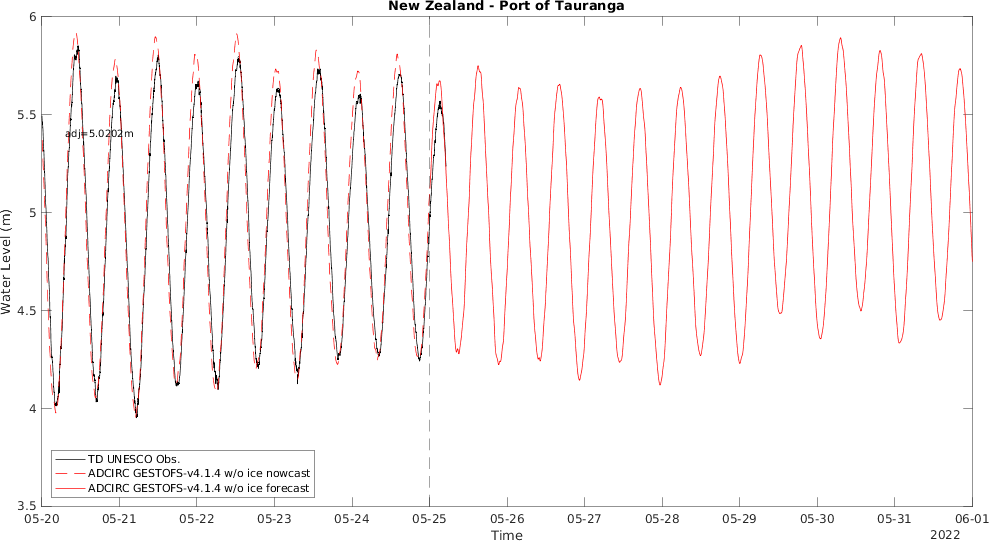 New Zealand - Port of Tauranga
6
5.5
5
4.5
4
3.5
Water Level (m)
adj=5.0202m
TD UNESCO Obs.
ADCIRC GESTOFS-v4.1.4 w/o ice nowcast
ADCIRC GESTOFS-v4.1.4 w/o ice forecast
05-20 05-21 05-22 05-23 05-24 05-25 05-26 05-27 05-28 05-29 05-30 05-31 06-01
Time
2022